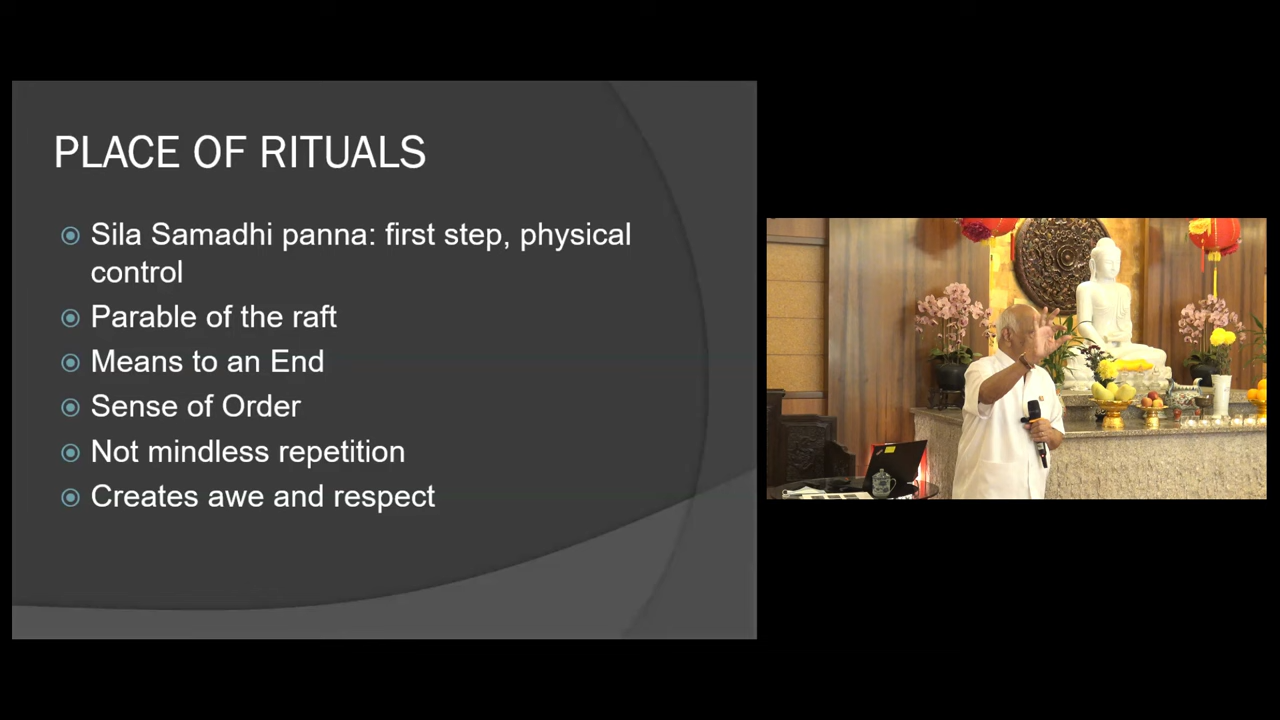 PLACE OF RITUALS
Sila Samadhi panna: first step, physical
control
Parable of the raft
Means to an End
Sense of Order
Not mindless repetition
Creates awe and respect